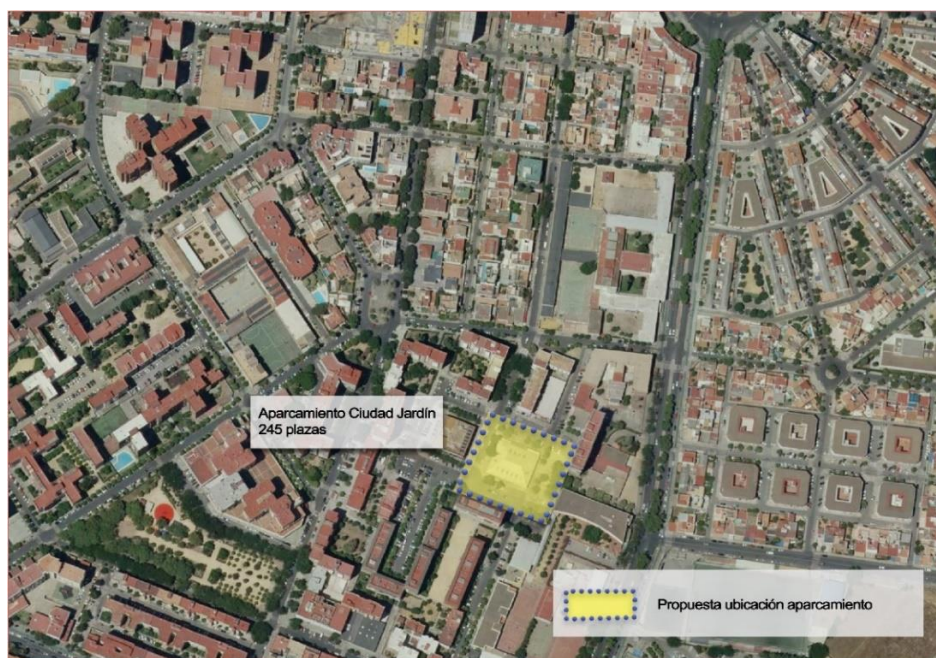 Aparcamiento Ciudad Jardín
245 plazas
Propuesta ubicación aparcamiento